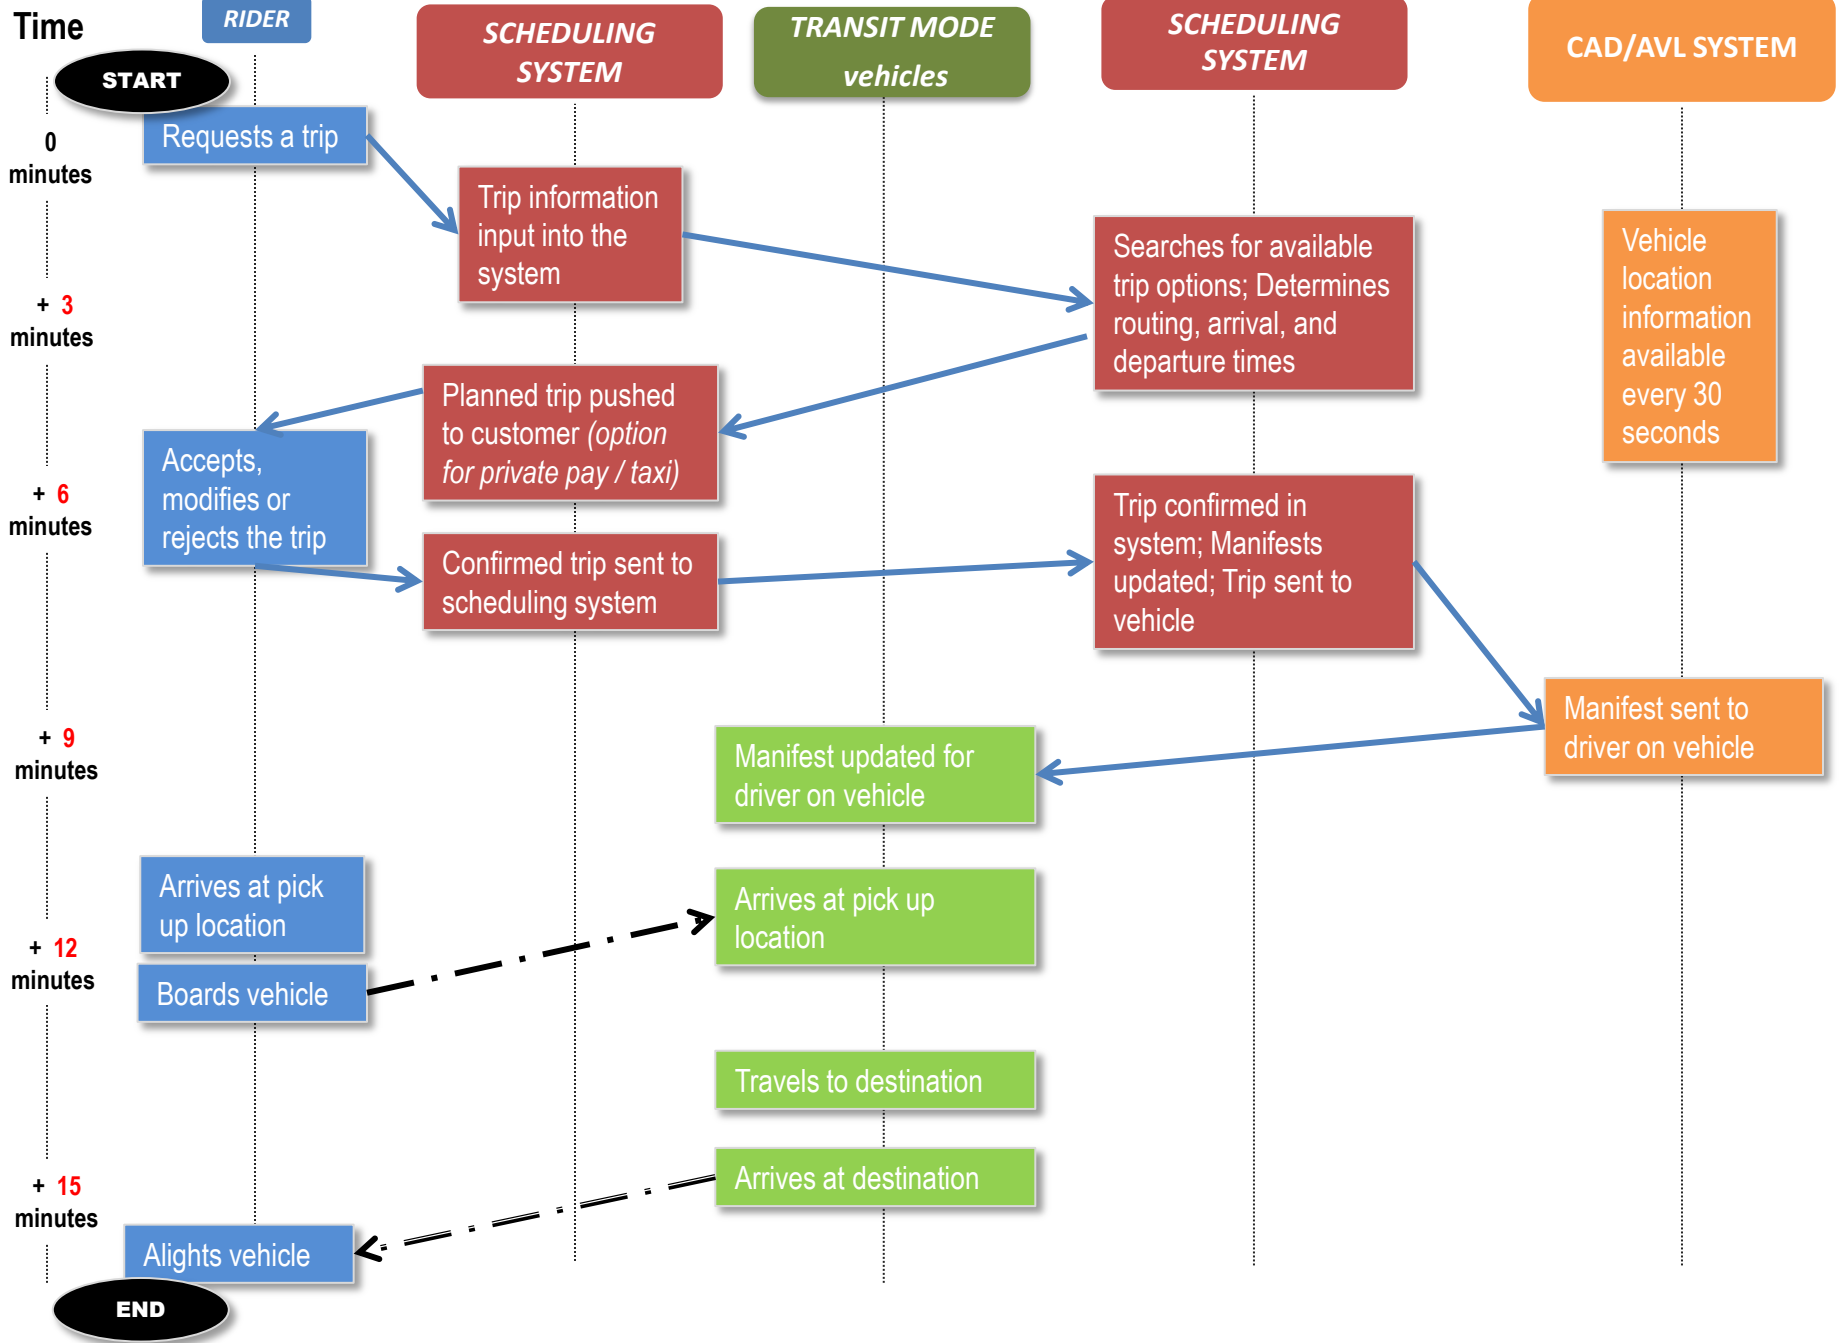 Time
RIDER
SCHEDULING
SYSTEM
TRANSIT MODE
vehicles
SCHEDULING
SYSTEM
CAD/AVL SYSTEM
START
0
minutes
Requests a trip
Trip information
input into the
system
Searches for available
trip options; Determines
routing, arrival, and
departure times
Vehicle
location
information
available
every 30
seconds
+ 3
minutes
Planned trip pushed
to customer (option
for private pay / taxi)
Accepts,
modifies or
rejects the trip
+ 6
minutes
Confirmed trip sent to
scheduling system
Trip confirmed in
system; Manifests
updated; Trip sent to
vehicle
Manifest sent to
driver on vehicle
+ 9
minutes
Manifest updated for
driver on vehicle
Arrives at pick
up location
Arrives at pick up
location
+ 12
minutes
Boards vehicle
Travels to destination
Arrives at destination
+ 15
minutes
Alights vehicle
END